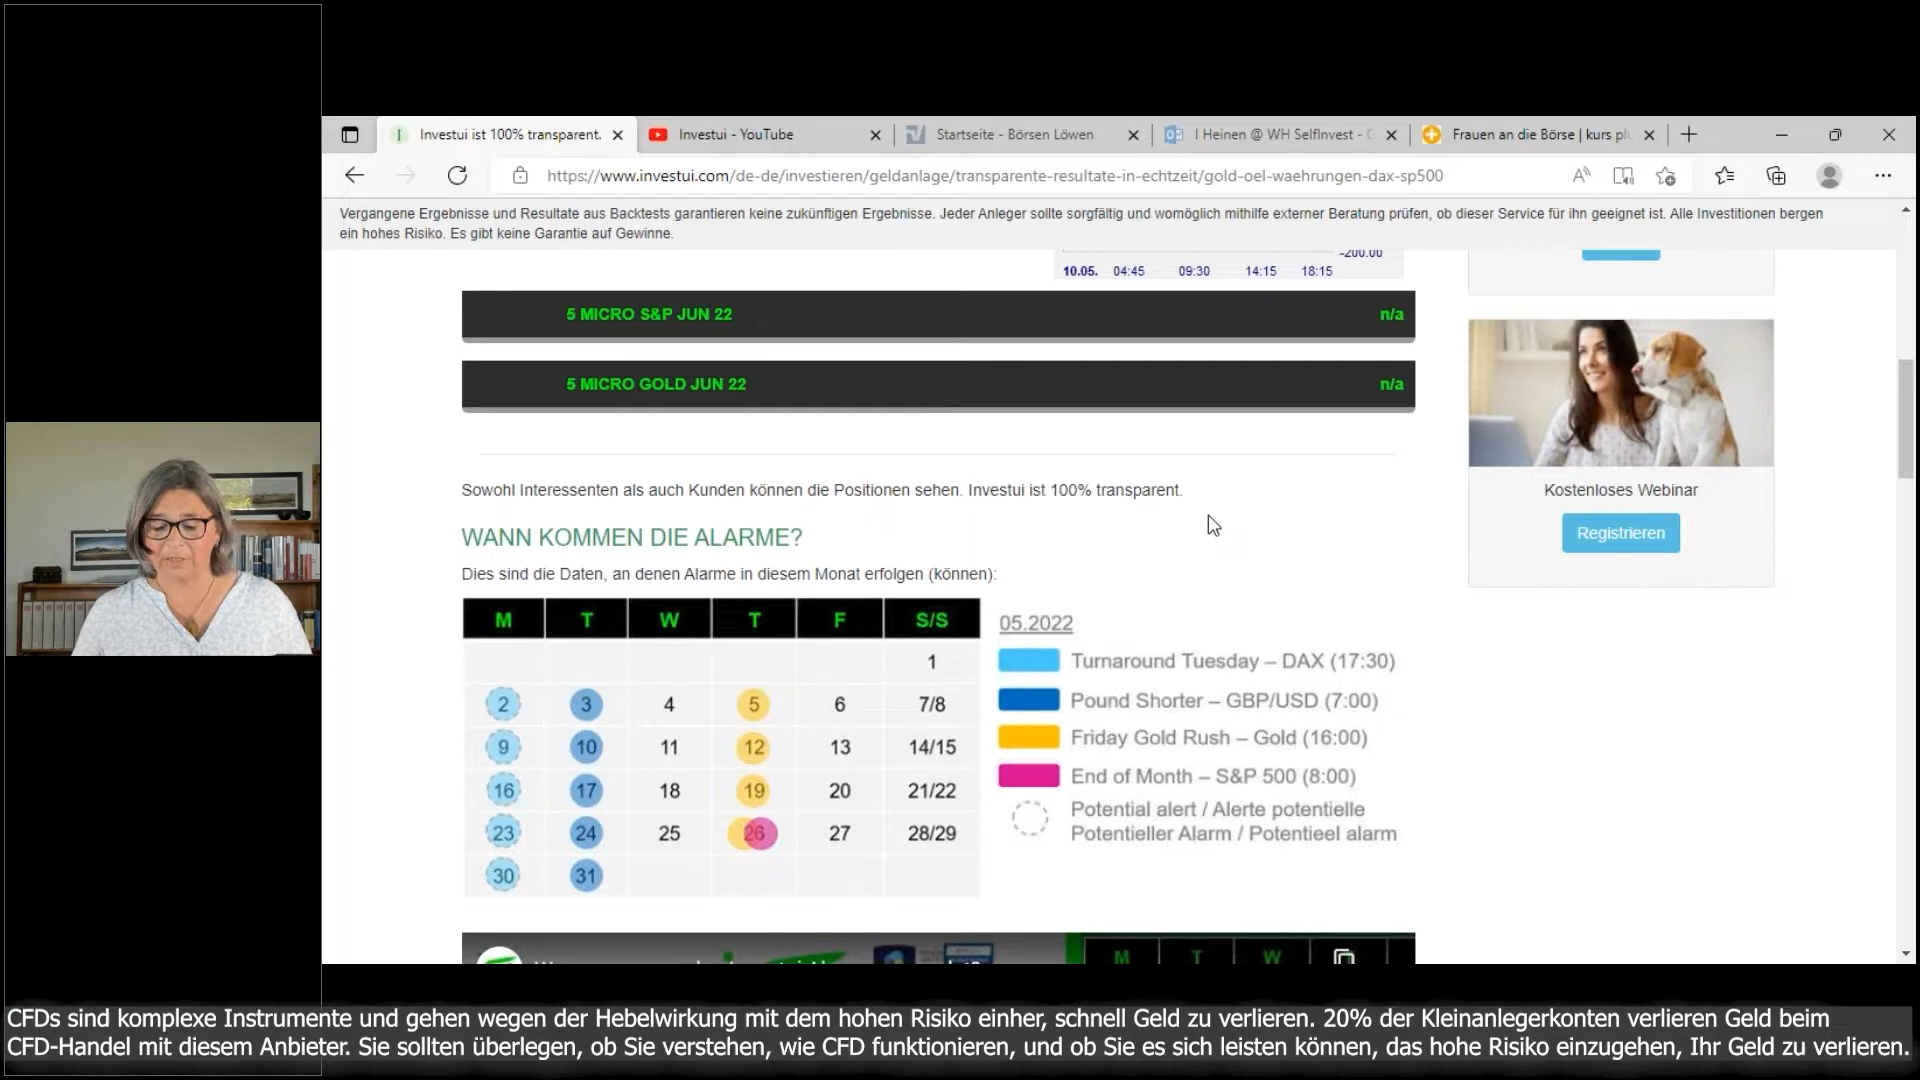 Investui ist 100% transparent.
Investui - YouTube
Startseite - Börsen Löwen
I Heinen @ WH SelfInvest -
Frauen an die Börse | kurs
https://www.investui.com/de-de/investieren/geldanlage/transparente-resultate-in-echtzeit/gold-oel-waehrungen-dax-sp500
Vergangene Ergebnisse und Resultate aus Backtests garantieren keine zukünftigen Ergebnisse. Jeder Anleger sollte sorgfältig und womöglich mithilfe externer Beratung prüfen, ob dieser Service für ihn geeignet ist. Alle Investitionen bergen
ein hohes Risiko. Es gibt keine Garantie auf Gewinne.
-200.00
10.05. 04:45 09:30 14:15 18:15
5 MICRO S&P JUN 22 n/a
5 MICRO GOLD JUN 22 n/a
Sowohl Interessenten als auch Kunden können die Positionen sehen. Investui ist 100% transparent.
Kostenloses Webinar
Registrieren
WANN KOMMEN DIE ALARME?
Dies sind die Daten, an denen Alarme in diesem Monat erfolgen (können):
M T W T F S/S
1
2 3 4 5 6 7/8
9 10 11 12 13 14/15
16 17 18 19 20 21/22
23 24 25 26 27 28/29
30 31
05.2022
Turnaround Tuesday – DAX (17:30)
Pound Shorter – GBP/USD (7:00)
Friday Gold Rush – Gold (16:00)
End of Month – S&P 500 (8:00)
Potential alert / Alerte potentielle
Potentieller Alarm / Potentieel alarm
M T W
CFDs sind komplexe Instrumente und gehen wegen der Hebelwirkung mit dem hohen Risiko einher, schnell Geld zu verlieren. 20% der Kleinanlegerkonten verlieren Geld beim
CFD-Handel mit diesem Anbieter. Sie sollten überlegen, ob Sie verstehen, wie CFD funktionieren, und ob Sie es sich leisten können, das hohe Risiko einzugehen, Ihr Geld zu verlieren.